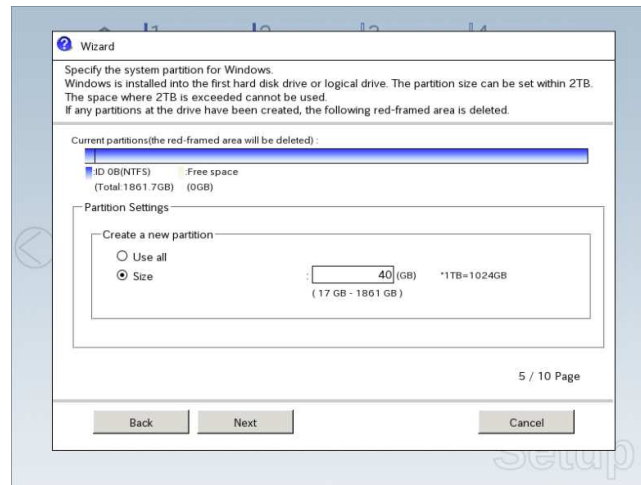 1 2 3 4
Wizard
Specify the system partition for Windows.
Windows is installed into the first hard disk drive or logical drive. The partition size can be set within 2TB.
The space where 2TB is exceeded cannot be used.
If any partitions at the drive have been created, the following red-framed area is deleted.
Current partitions(the red-framed area will be deleted) :
:ID 0B(NTFS) :Free space
(Total:1861.7GB) (0GB)
Partition Settings
Create a new partition
Use all
Size : 40 (GB) *1TB=1024GB
( 17 GB - 1861 GB )
5 / 10 Page
Back Next Cancel
Setup